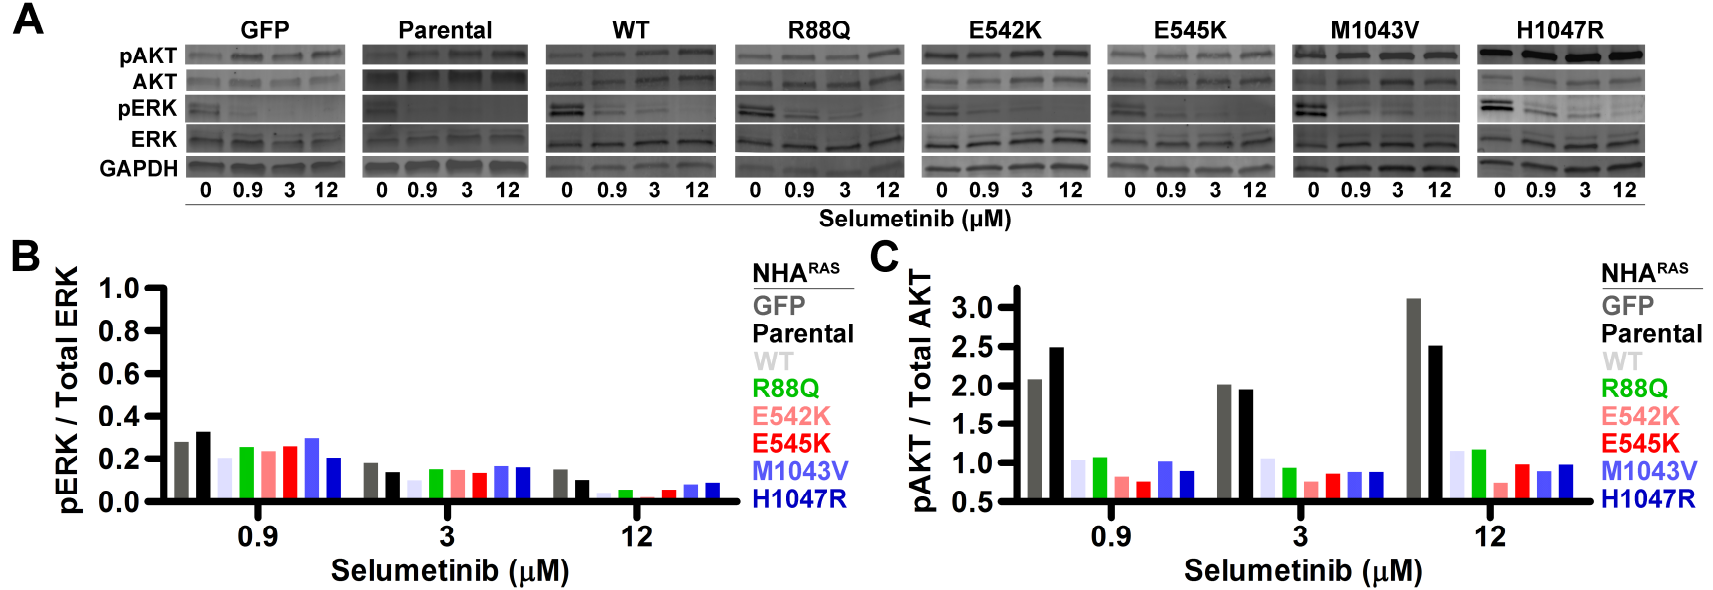 A
GFP Parental WT R88Q E542K E545K M1043V H1047R
pAKT
AKT
pERK
ERK
GAPDH
0 0.9 3 12 0 0.9 3 12 0 0.9 3 12 0 0.9 3 12 0 0.9 3 12 0 0.9 3 12 0 0.9 3 12 0 0.9 3 12
Selumetinib (µM)
B
pERK / Total ERK
1.0
0.8
0.6
0.4
0.2
0.0
0.9 3 12
Selumetinib (µM)
NHARAS
GFP
Parental
WT
R88Q
E542K
E545K
M1043V
H1047R
C
pAKT / Total AKT
3.0
2.5
2.0
1.5
1.0
0.5
0.9 3 12
Selumetinib (µM)
NHARAS
GFP
Parental
WT
R88Q
E542K
E545K
M1043V
H1047R